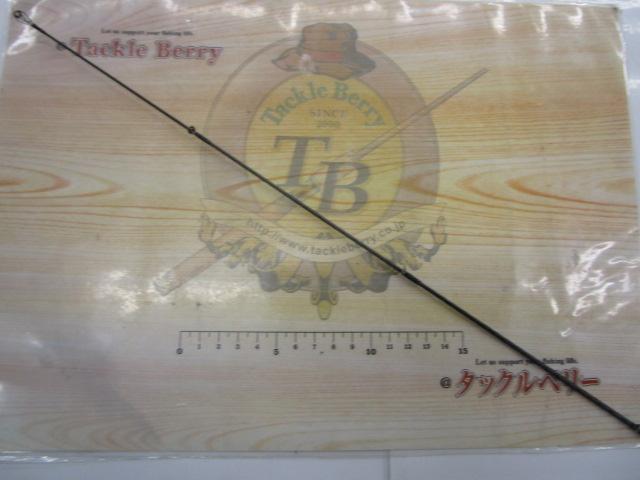 Let us support your fishing life.
@ Tackle Berry
Tackle Berry
SINCE
TB
http://www.tackleberry.co.jp
0 1 2 3 4 5 6 7 8 9 10 11 12 13 14 15
Let us support your fishing life.
@ タックルベリー